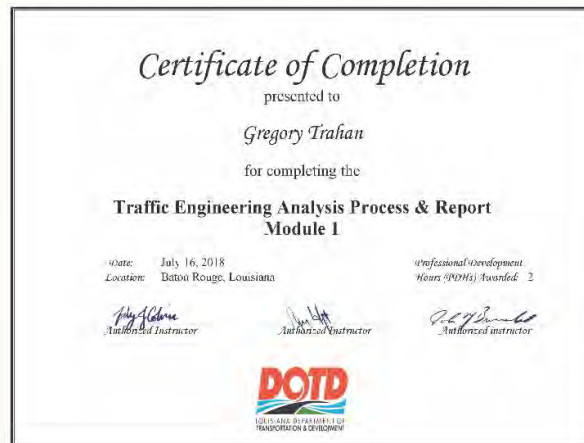 Certificate of Completion
presented to
Gregory Trahan
for completing the
Traffic Engineering Analysis Process & Report
Module 1
Date: July 16, 2018
Location: Baton Rouge, Louisiana
Professional Development
Hours (PDHs) Awarded: 2
Authorized Instructor
Authorized Instructor
Authorized instructor
DOTD
LOUISIANA DEPARTMENT OF
TRANSPORTATION & DEVELOPMENT